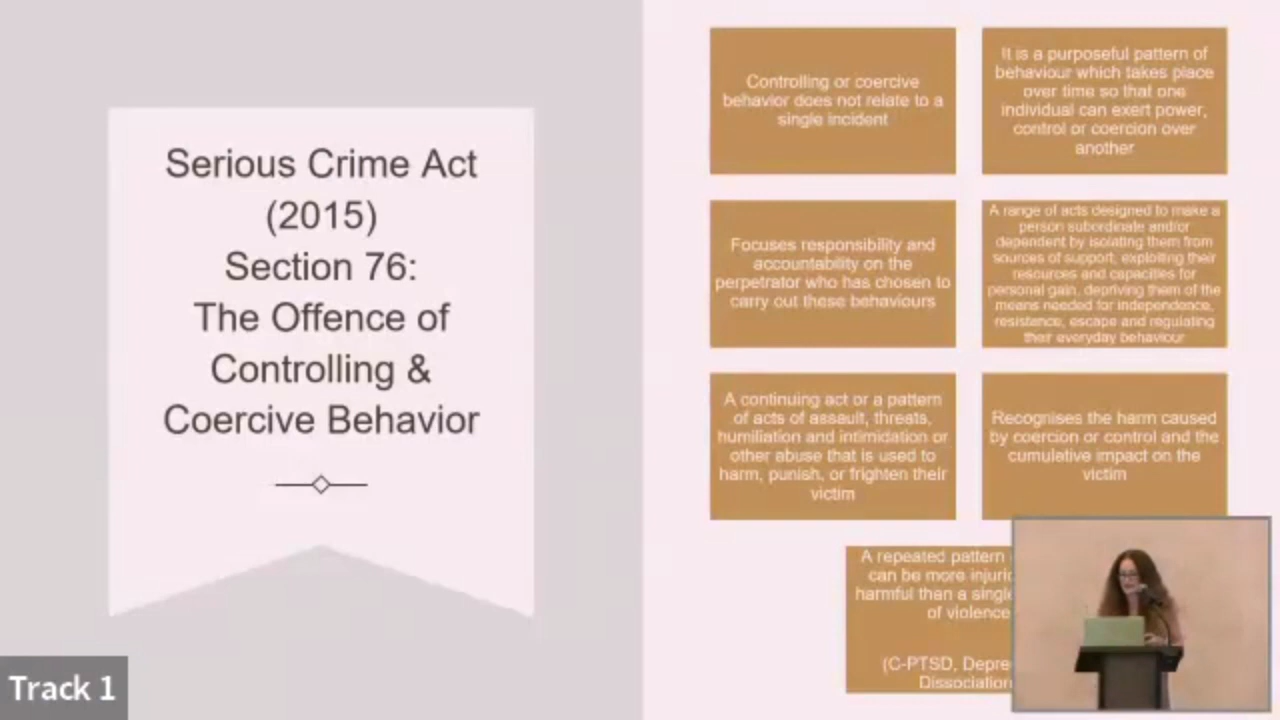 Serious Crime Act
(2015)
Section 76:
The Offence of
Controlling &
Coercive Behavior
Controlling or coercive
behavior does not relate to a
single incident
It is a purposeful pattern of
behaviour which takes place
over time so that one
individual can exert power,
control or coercion over
another
Focuses responsibility and
accountability on the
perpetrator who has chosen to
carry out these behaviours
A range of acts designed to make a
person subordinate and/or
dependent by isolating them from
sources of support, exploiting their
resources and capacities for
personal gain, depriving them of the
means needed for independence,
resistance, escape and regulating
their everyday behaviour
A continuing act or a pattern
of acts of assault, threats,
humiliation and intimidation or
other abuse that is used to
harm, punish, or frighten their
victim
Recognises the harm caused
by coercion or control and the
cumulative impact on the
victim
A repeated pattern
can be more
harmful than a single
of violence
(C-PTSD,
Dissociation
Track 1